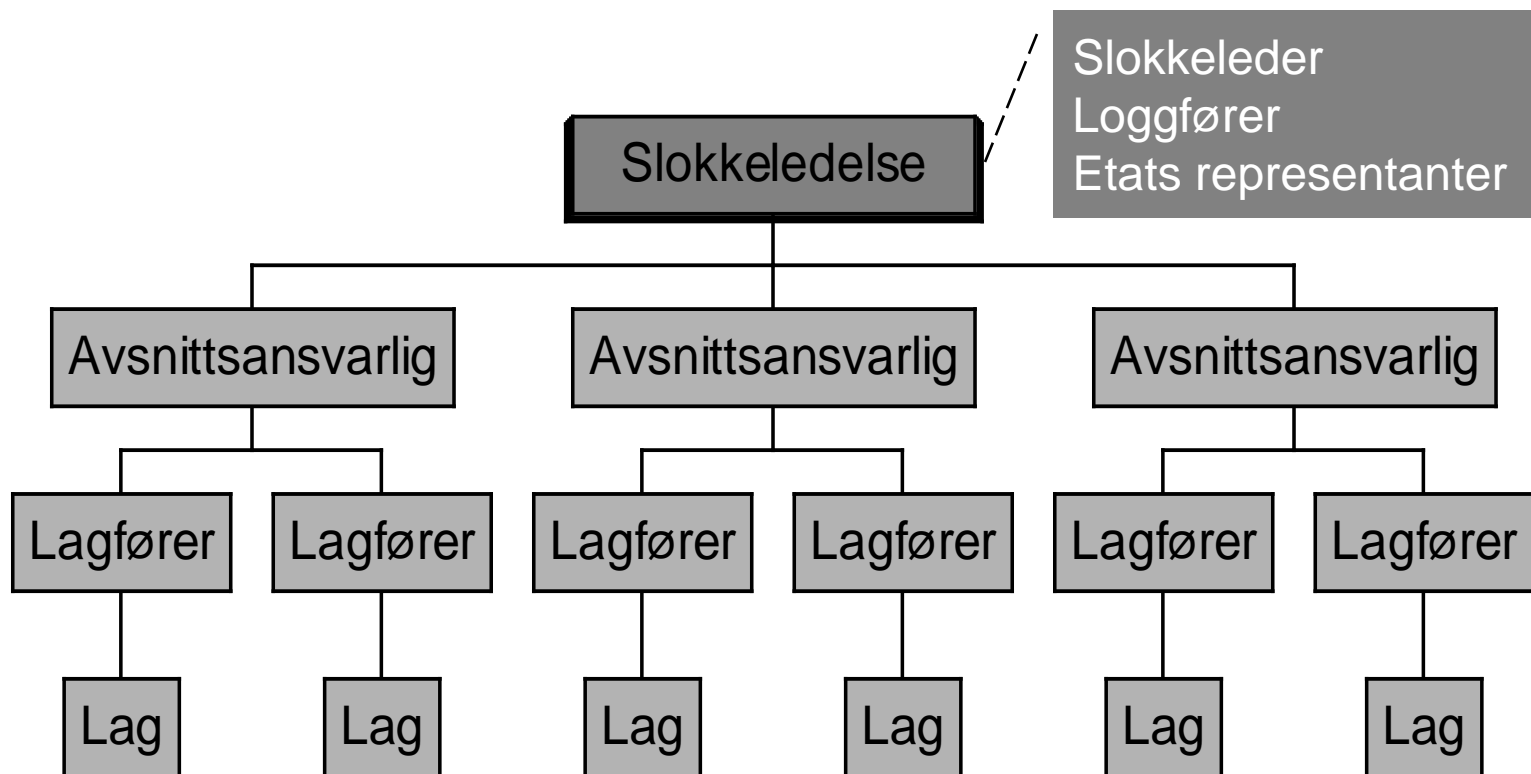 Slokkeleder
Loggfører
Etats representanter
Slokkeledelse
Avsnittsansvarlig Avsnittsansvarlig Avsnittsansvarlig
Lagfører Lagfører Lagfører Lagfører Lagfører Lagfører
Lag Lag Lag Lag Lag Lag